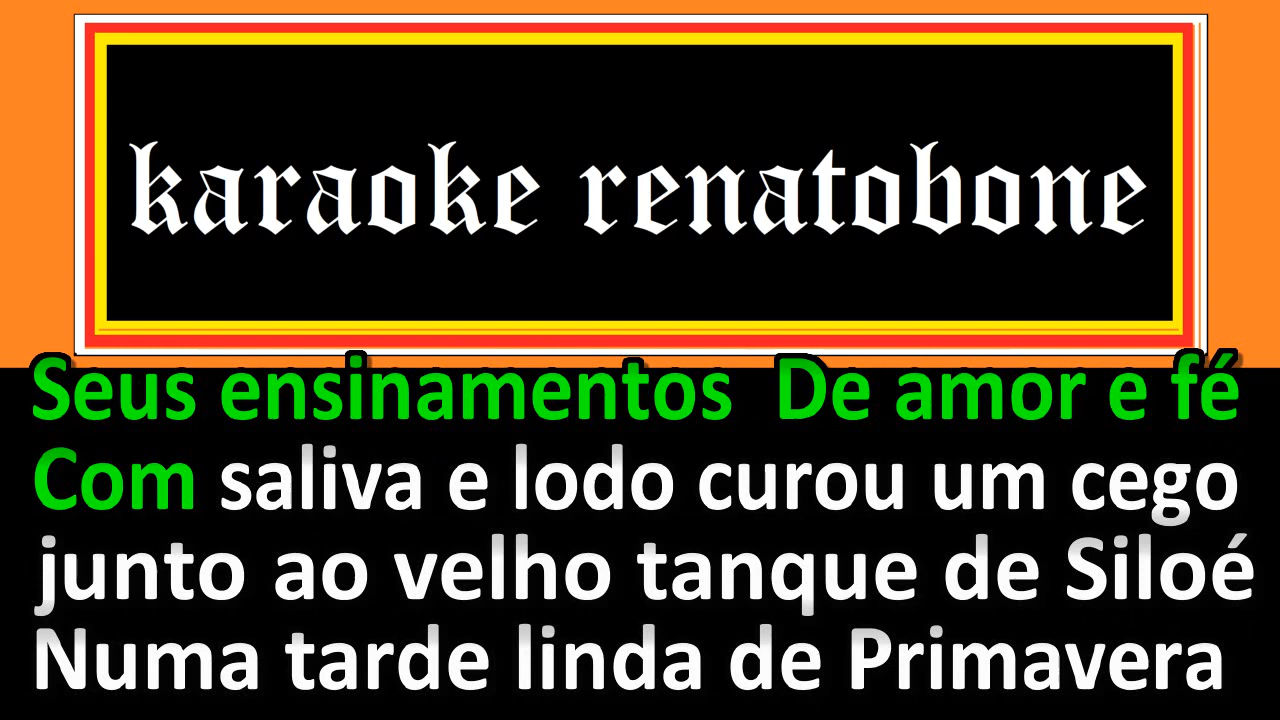 karaoke renatobone
Seus ensinamentos De amor e fé
Com saliva e lodo curou um cego
junto ao velho tanque de Siloé
Numa tarde linda de Primavera